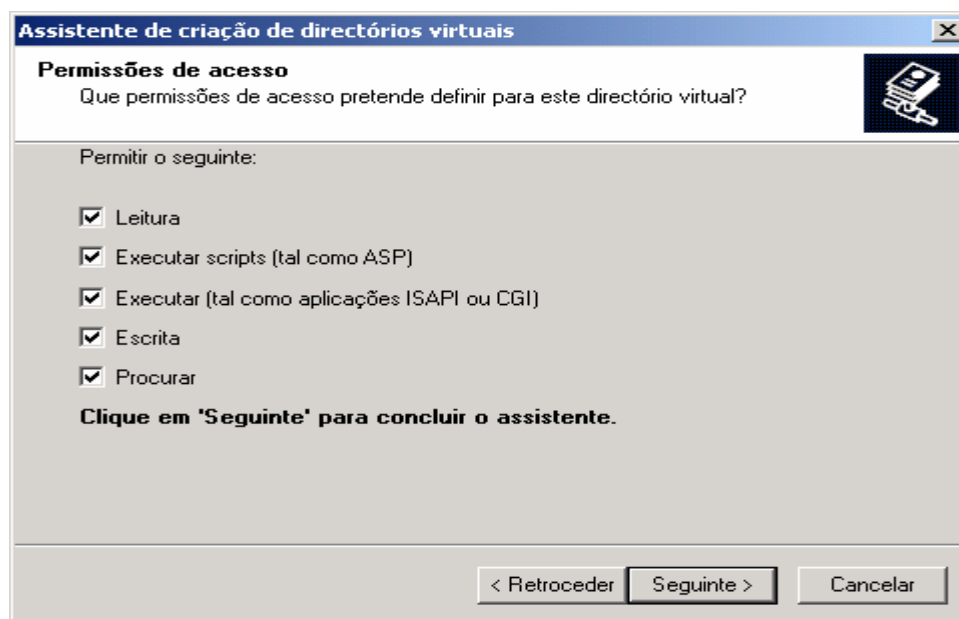 Assistente de criação de directórios virtuais
Permissões de acesso
Que permissões de acesso pretende definir para este directório virtual?
Permitir o seguinte:
Leitura
Executar scripts (tal como ASP)
Executar (tal como aplicações ISAPI ou CGI)
Escrita
Procurar
Clique em 'Seguinte' para concluir o assistente.
< Retroceder Seguinte > Cancelar